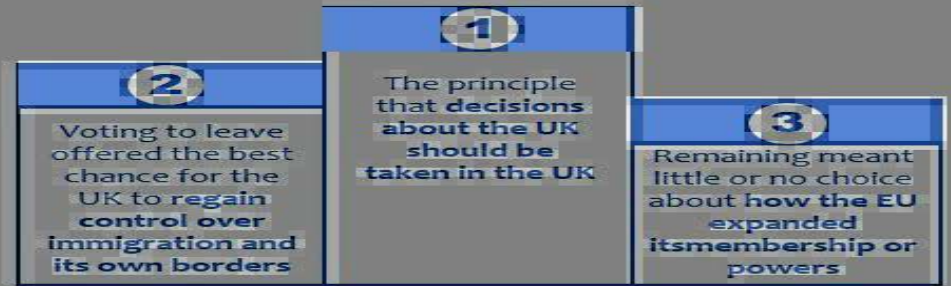 1
The principle
that decisions
about the UK
should be
taken in the UK
2
Voting to leave
offered the best
chance for the
UK to regain
control over
immigration and
its own borders
3
Remaining meant
little or no choice
about how the EU
expanded
itsmembership or
powers